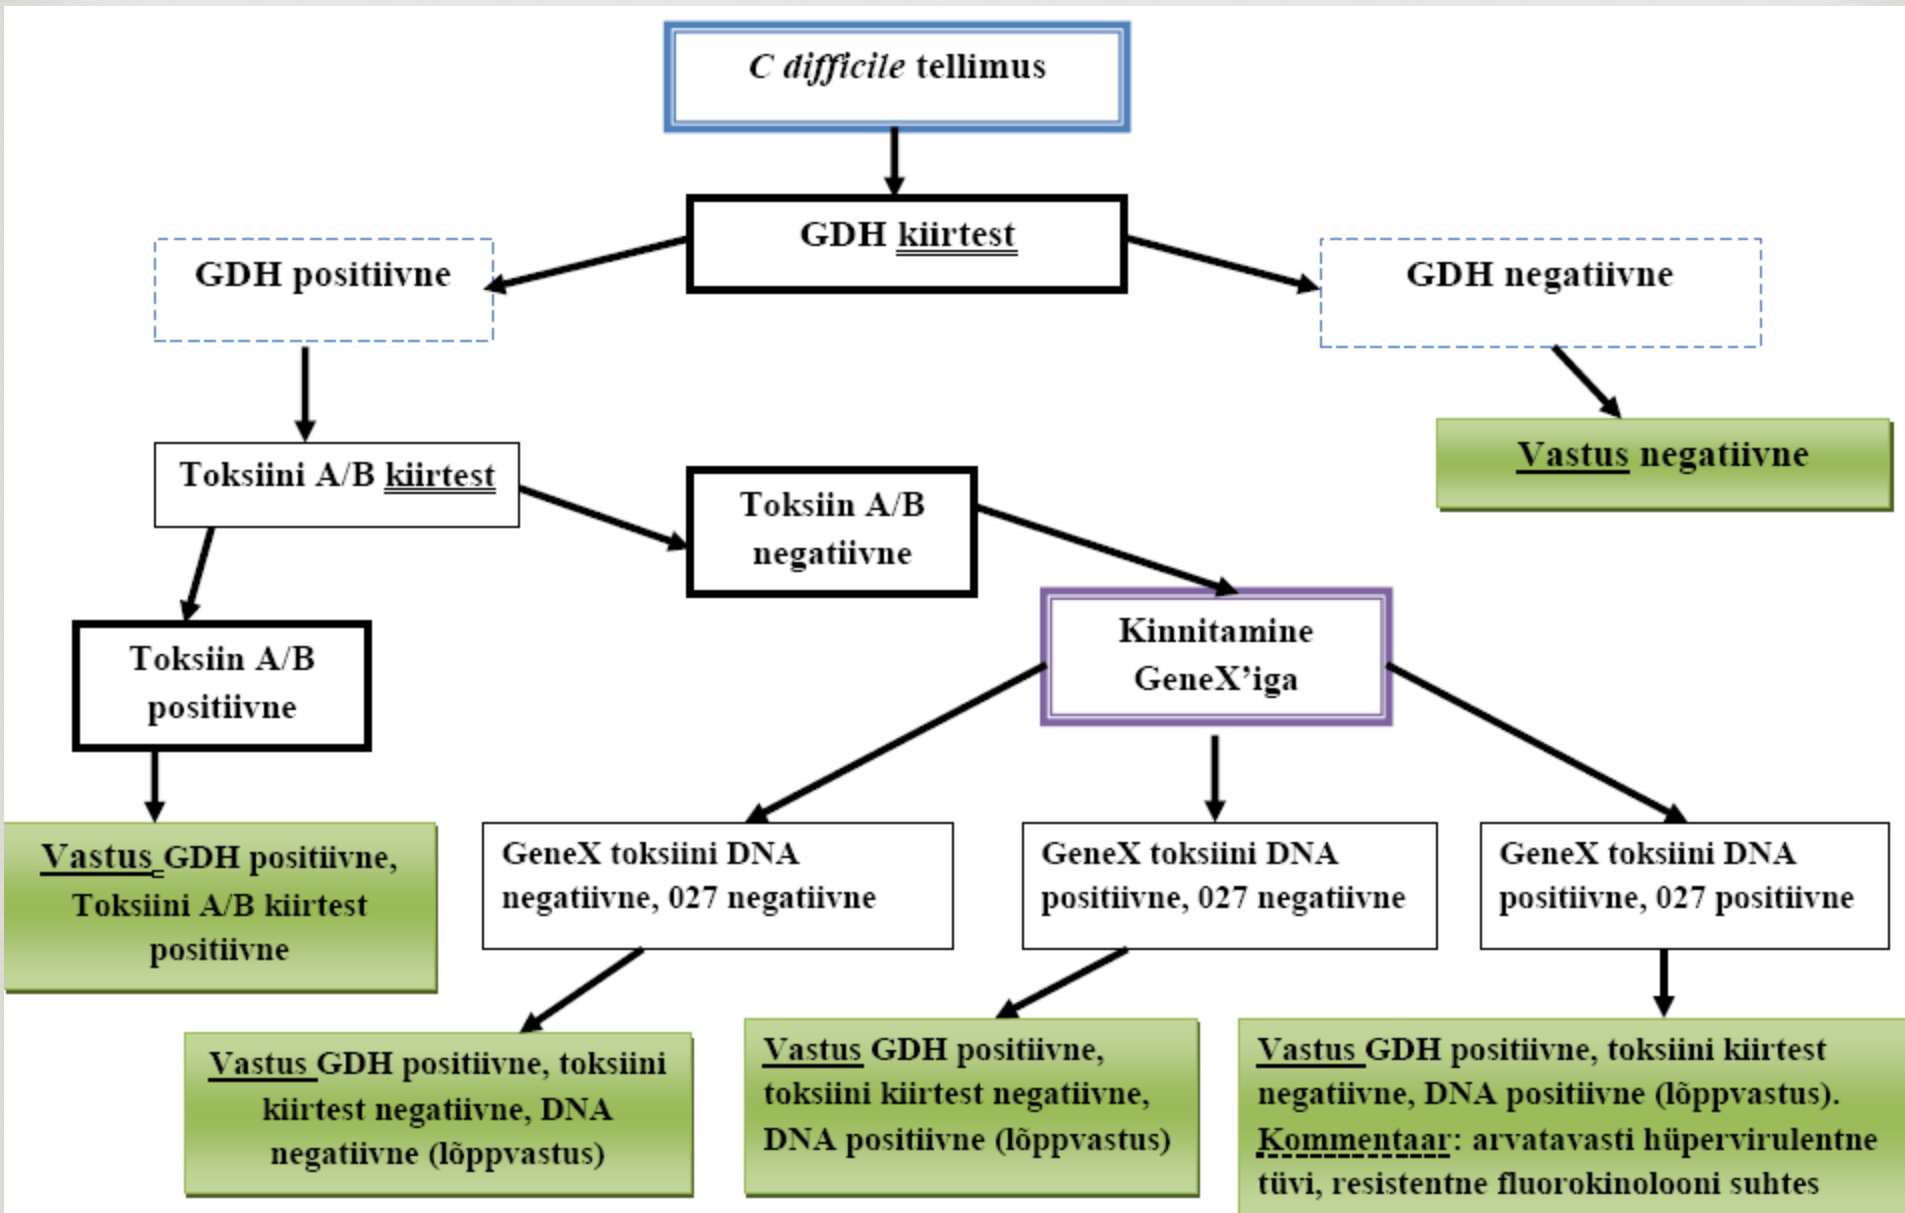 C difficile tellimus
GDH kiirtest
GDH positiivne
GDH negatiivne
Vastus negatiivne
Toksiini A/B kiirtest
Toksiin A/B
negatiivne
Kinnitamine
GeneX’iga
Toksiin A/B
positiivne
Vastus GDH positiivne,
Toksiini A/B kiirtest
positiivne
GeneX toksiini DNA
negatiivne, 027 negatiivne
GeneX toksiini DNA
positiivne, 027 negatiivne
GeneX toksiini DNA
positiivne, 027 positiivne
Vastus GDH positiivne, toksiini
kiirtest negatiivne, DNA
negatiivne (lõppvastus)
Vastus GDH positiivne,
toksiini kiirtest negatiivne,
DNA positiivne (lõppvastus)
Vastus GDH positiivne, toksiini kiirtest
negatiivne, DNA positiivne (lõppvastus).
Kommentaar: arvatavasti hüpervirulentne
tüvi, resistentne fluorokinolooni suhtes